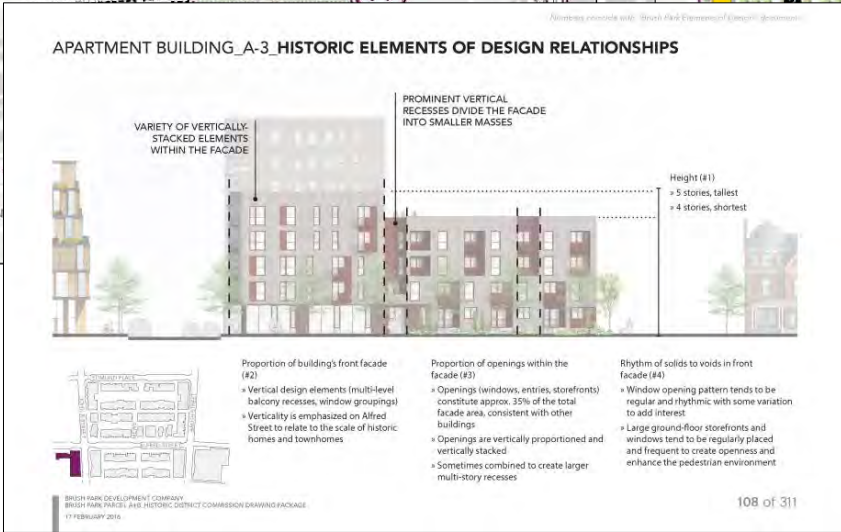 APARTMENT BUILDING_A-3_HISTORIC ELEMENTS OF DESIGN RELATIONSHIPS
VARIETY OF VERTICALLY-
STACKED ELEMENTS
WITHIN THE FACADE
PROMINENT VERTICAL
RECESSES DIVIDE THE FACADE
INTO SMALLER MASSES
Height (#1)
» 5 stories, tallest
» 4 stories, shortest
Proportion of building's front facade
(#2)
» Vertical design elements (multi-level
balcony recesses, window groupings)
» Verticality is emphasized on Alfred
Street to relate to the scale of historic
homes and townhomes
Proportion of openings within the
facade (#3)
» Openings (windows, entries, storefronts)
constitute approx. 35% of the total
facade area, consistent with other
buildings
» Openings are vertically proportioned and
vertically stacked
» Sometimes combined to create larger
multi-story recesses
Rhythm of solids to voids in front
facade (#4)
» Window opening pattern tends to be
regular and rhythmic with some variation
to add interest
» Large ground-floor storefronts and
windows tend to be regularly placed
and frequent to create openness and
enhance the pedestrian environment
BRUSH PARK DEVELOPMENT COMPANY
BRUSH PARK PARCEL A+B HISTORIC DISTRICT COMMISSION DRAWING PACKAGE
17 FEBRUARY 2016
108 of 311